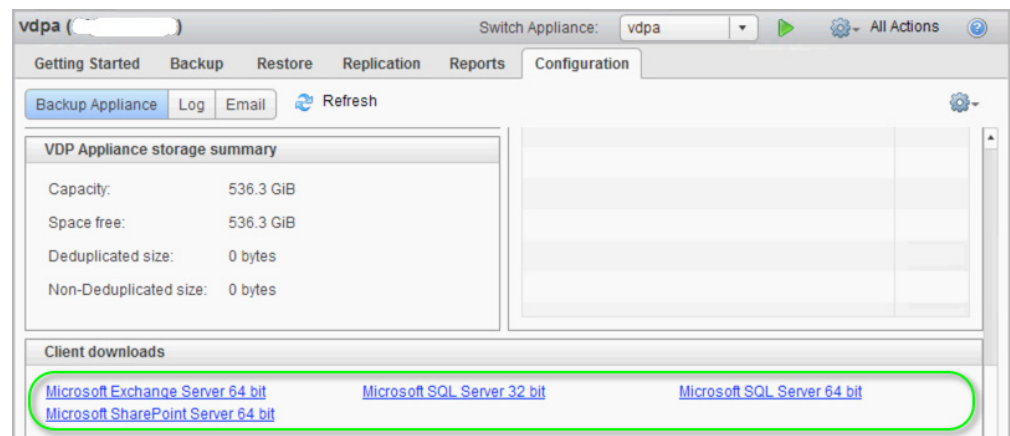 vdpa ( ) Switch Appliance: vdpa All Actions
Getting Started Backup Restore Replication Reports Configuration
Backup Appliance Log Email Refresh
VDP Appliance storage summary
Capacity: 536.3 GiB
Space free: 536.3 GiB
Deduplicated size: 0 bytes
Non-Deduplicated size: 0 bytes
Client downloads
Microsoft Exchange Server 64 bit Microsoft SQL Server 32 bit Microsoft SQL Server 64 bit
Microsoft SharePoint Server 64 bit